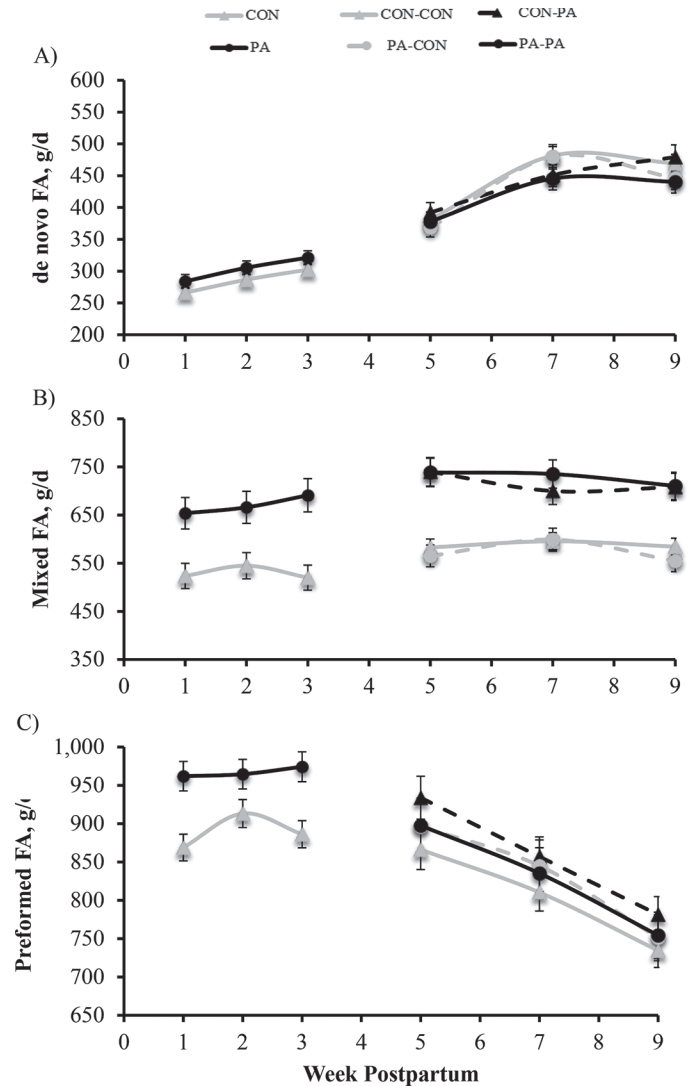 CON CON-CON CON-PA
PA PA-CON PA-PA
A)
600
550
500
450
400
350
300
250
200
de novo FA, g/d
0 1 2 3 4 5 6 7 8 9
B)
850
750
650
550
450
350
Mixed FA, g/d
0 1 2 3 4 5 6 7 8 9
C)
1,000
950
900
850
800
750
700
650
Preformed FA, g/
0 1 2 3 4 5 6 7 8 9
Week Postpartum